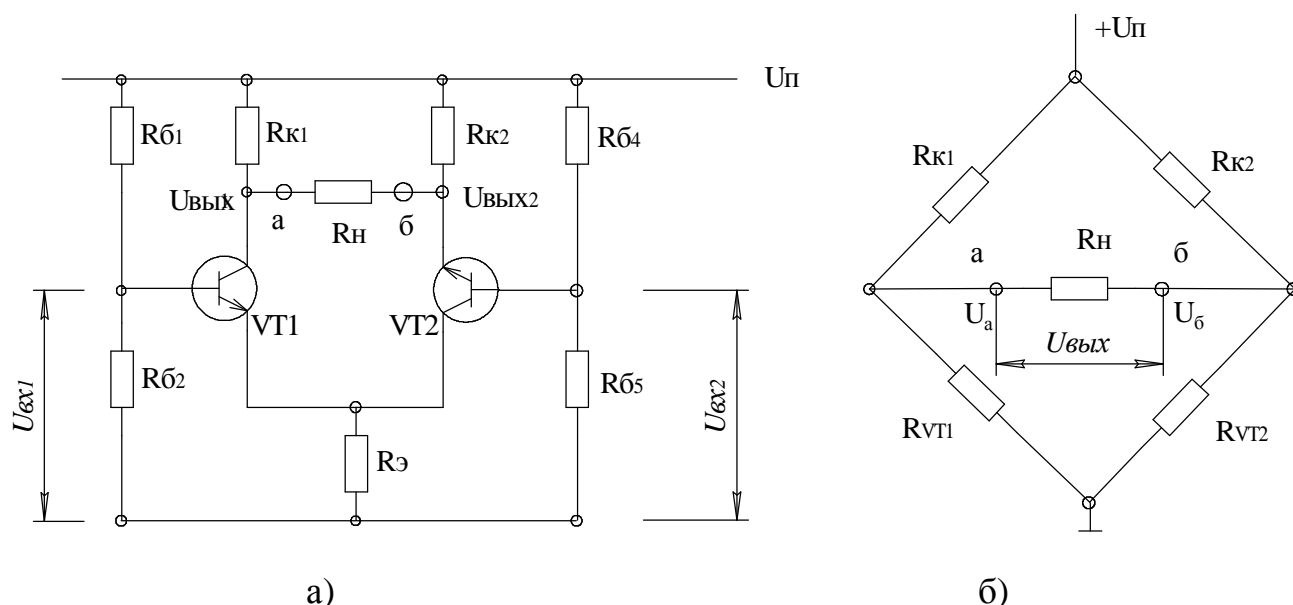 +Uп
Uп
Rб1
Rк1
Rк2
Rб4
Rк1
Rк2
Uвых1
Uвых2
а
Rн
б
а
Rн
б
VT1
VT2
Uа
Uб
Uвых
Uвх1
Rб2
Rб5
Uвх2
RVT1
RVT2
Rэ
а)
б)